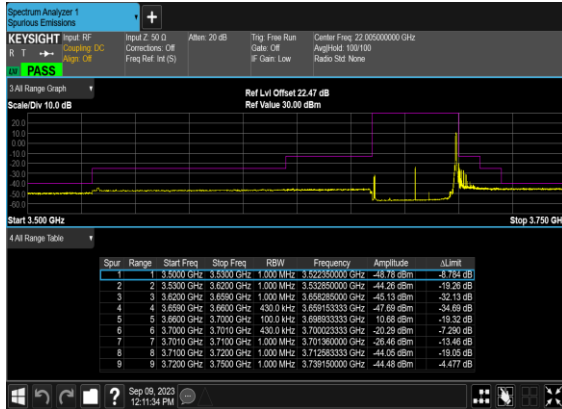 Spectrum Analyzer 1
Spurious Emissions
+
KEYSIGHT Input: RF Input Z: 50 Ω Atten: 20 dB Trig: Free Run Center Freq: 22.005000000 GHz
R T Coupling: DC Corrections: Off Gate: Off Avg|Hold: 100/100
Align: Off Freq Ref: Int (S) IF Gain: Low Radio Std: None
PASS
3 All Range Graph Ref Lvl Offset 22.47 dB
Scale/Div 10.0 dB Ref Value 30.00 dBm
20.0
10.0
0.00
-10.0
-20.0
-30.0
-40.0
-50.0
-60.0
Start 3.500 GHz Stop 3.750 GH
4 All Range Table
Spur Range Start Freq Stop Freq RBW Frequency Amplitude ΔLimit
1 1 3.5000 GHz 3.5300 GHz 1.000 MHz 3.522350000 GHz -48.78 dBm -8.784 dB
2 2 3.5300 GHz 3.6200 GHz 1.000 MHz 3.532850000 GHz -44.26 dBm -19.26 dB
3 3 3.6200 GHz 3.6590 GHz 1.000 MHz 3.658285000 GHz -45.13 dBm -32.13 dB
4 4 3.6590 GHz 3.6600 GHz 430.0 kHz 3.659153333 GHz -47.69 dBm -34.69 dB
5 5 3.6600 GHz 3.7000 GHz 100.0 kHz 3.698933333 GHz 10.68 dBm -19.32 dB
6 6 3.7000 GHz 3.7010 GHz 430.0 kHz 3.700023333 GHz -20.29 dBm -7.290 dB
7 7 3.7010 GHz 3.7100 GHz 1.000 MHz 3.701360000 GHz -26.46 dBm -13.46 dB
8 8 3.7100 GHz 3.7200 GHz 1.000 MHz 3.712583333 GHz -44.05 dBm -19.05 dB
9 9 3.7200 GHz 3.7500 GHz 1.000 MHz 3.739150000 GHz -44.48 dBm -4.477 dB
? Sep 09, 2023
12:11:34 PM